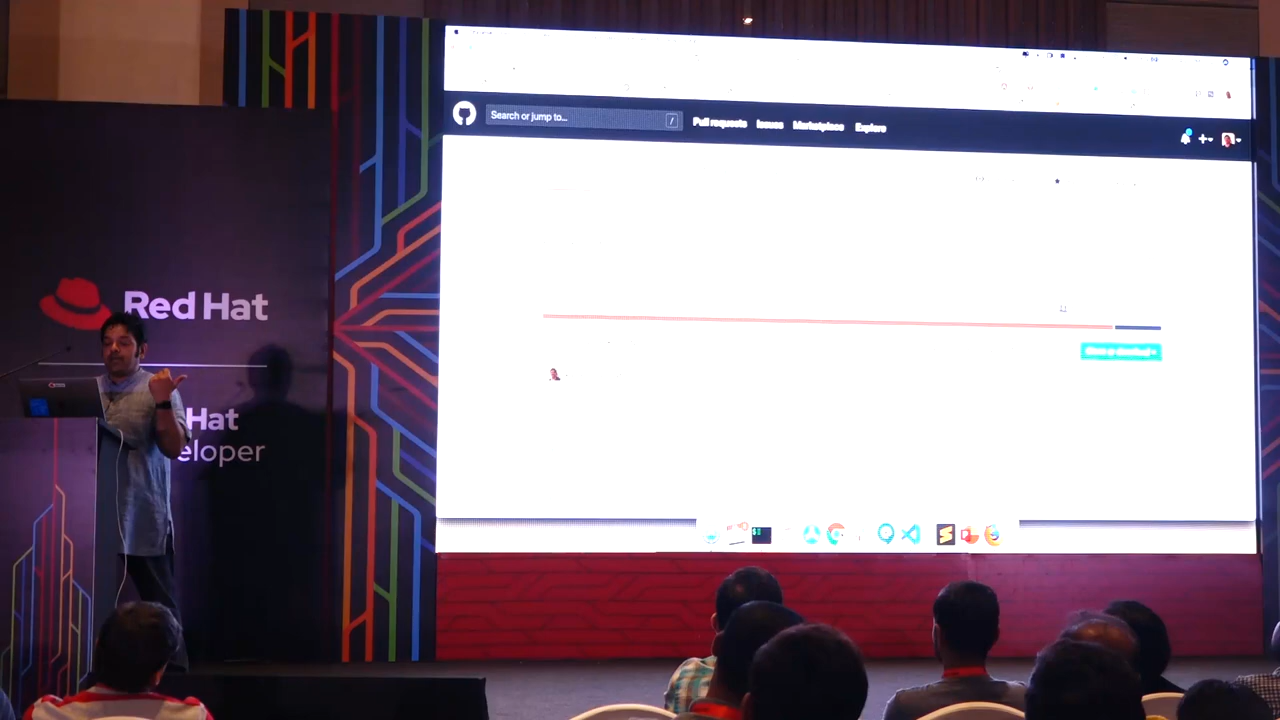 Search or jump to... /
Pull requests Issues Marketplace Explore
Red Hat
Hat
eloper